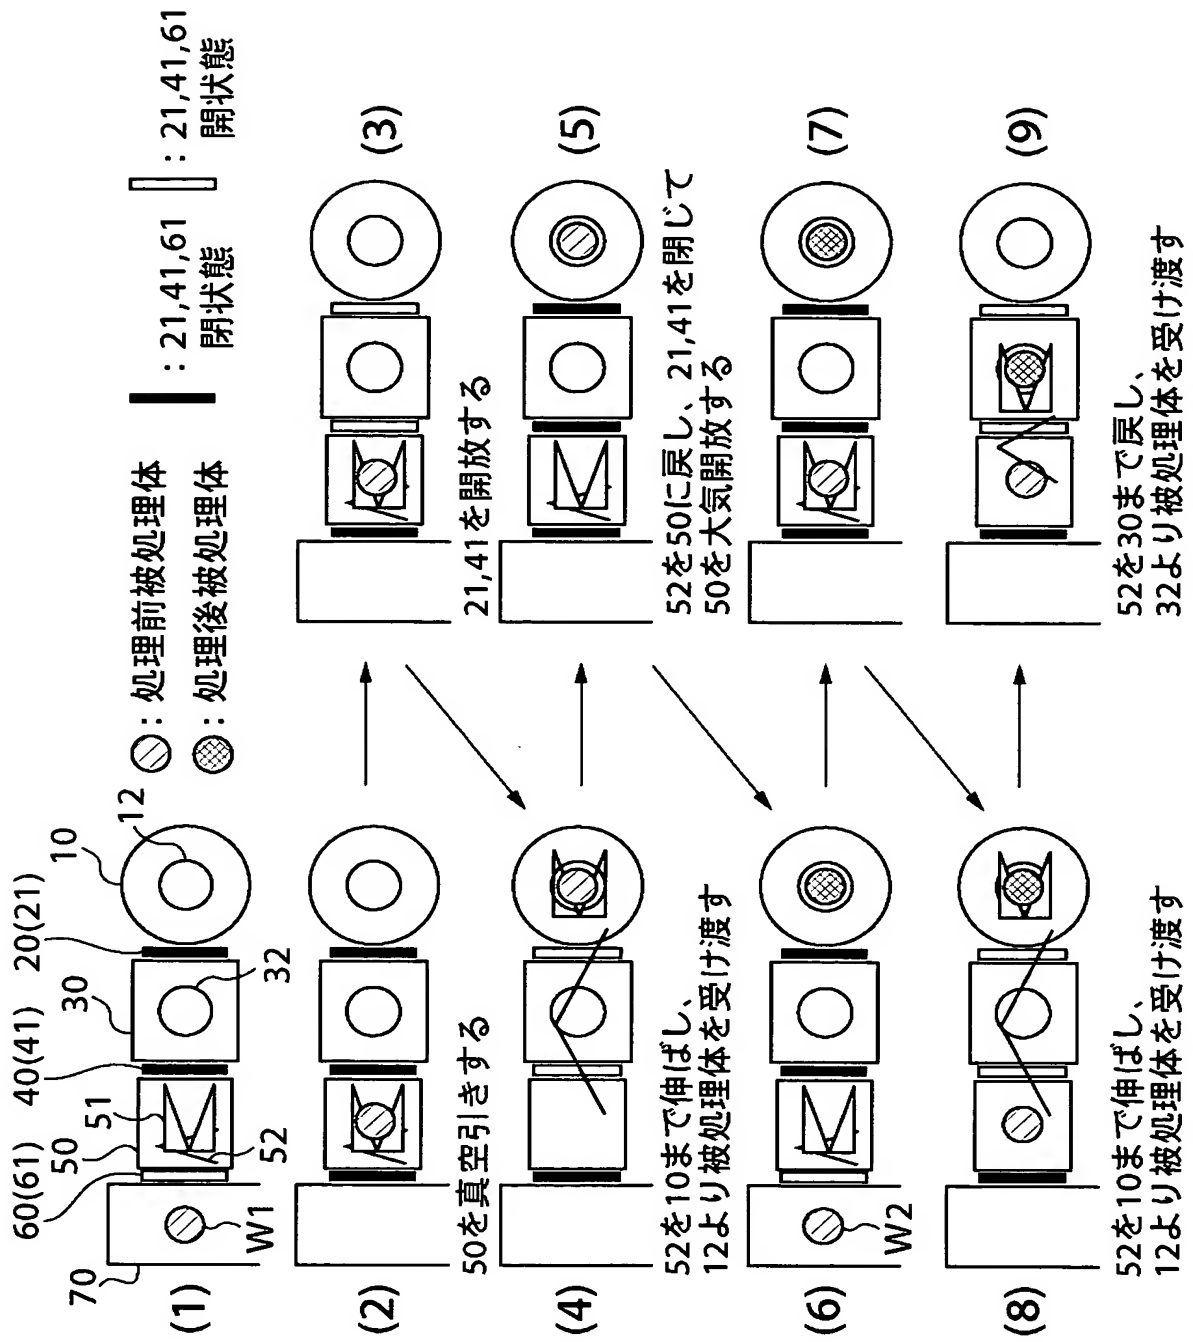 : 処理前被処理体
: 処理後被処理体
: 21,41,61
閉状態
: 21,41,61
開状態
(1)
70
60(61)
50
51
52
40(41)
30
32
20(21)
10
12
W1
(2)
50を真空引きする
(3)
21,41を開放する
(4)
52を10まで伸ばし、
12より被処理体を受け渡す
(5)
52を50に戻し、21,41を閉じて
50を大気開放する
(6)
W2
(7)
(8)
52を10まで伸ばし、
12より被処理体を受け渡す
(9)
52を30まで戻し、
32より被処理体を受け渡す